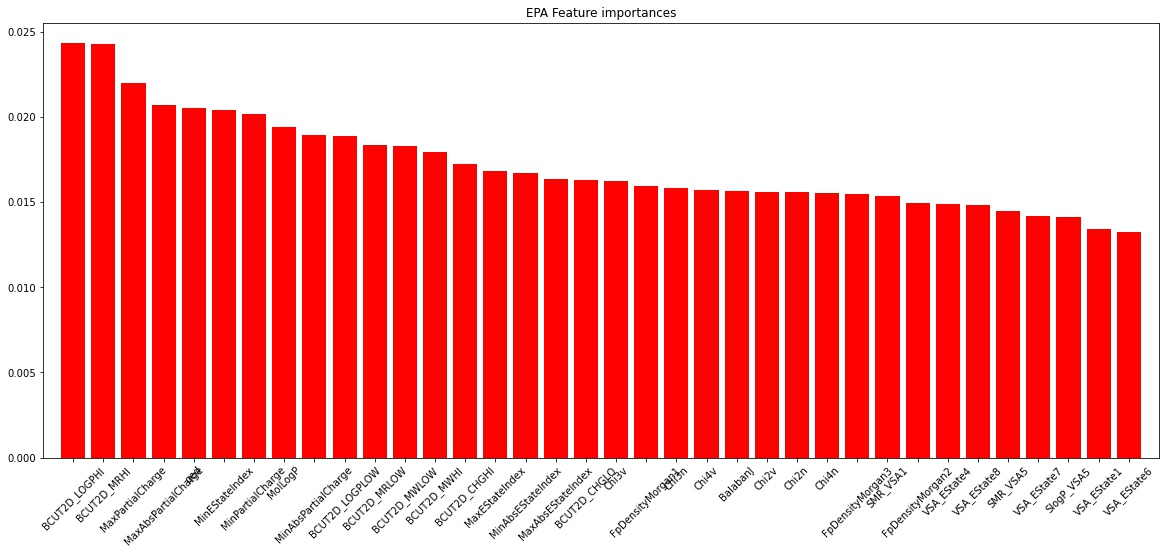 EPA Feature importances
0.025
0.020
0.015
0.010
0.005
0.000
BCUT2D_LOGPHI
BCUT2D_MRHI
MaxPartialCharge
MaxAbsPartialCharge
qed
MinEStateIndex
MinPartialCharge
MolLogP
MinAbsPartialCharge
BCUT2D_LOGPLOW
BCUT2D_MRLOW
BCUT2D_MWLOW
BCUT2D_MWHI
BCUT2D_CHGHI
MaxEStateIndex
MinAbsEStateIndex
MaxAbsEStateIndex
BCUT2D_CHGLO
Chi3v
FpDensityMorgan1
Chi3n
Chi4v
BalabanJ
Chi2v
Chi2n
Chi4n
FpDensityMorgan3
SMR_VSA1
FpDensityMorgan2
VSA_EState4
VSA_EState8
SMR_VSA5
VSA_EState7
SlogP_VSA5
VSA_EState1
VSA_EState6